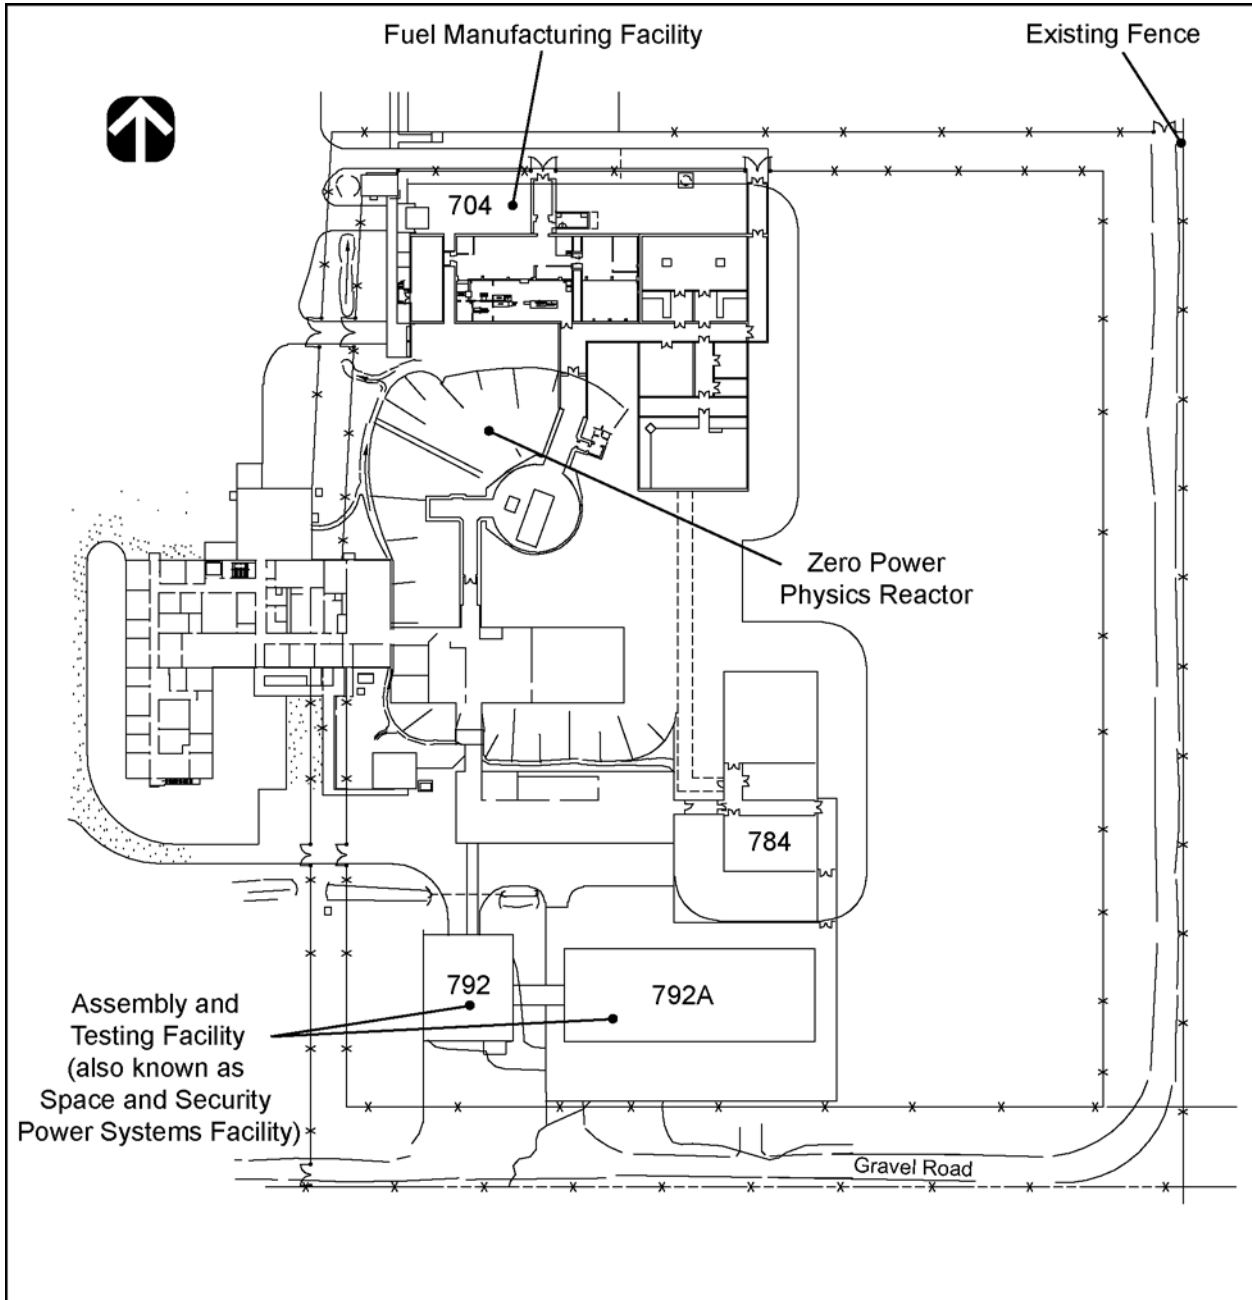 Fuel Manufacturing Facility
Existing Fence
704
Zero Power
Physics Reactor
784
792
792A
Assembly and
Testing Facility
(also known as
Space and Security
Power Systems Facility)
Gravel Road